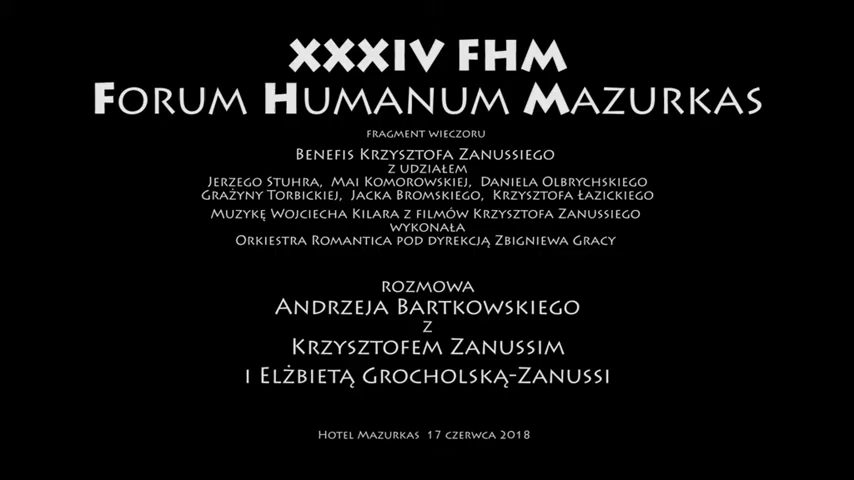 XXXIV FHM
FORUM HUMANUM MAZURKAS
FRAGMENT WIECZORU
BENEFIS KRZYSZTOFA ZANUSSIEGO
Z UDZIAŁEM
JERZEGO STUHRA, MAI KOMOROWSKIEJ, DANIELA OLBRYCHSKIEGO
GRAŻYNY TORBICKIEJ, JACKA BROMSKIEGO, KRZYSZTOFA ŁAZICKIEGO
MUZYKĘ WOJCIECHA KILARA Z FILMÓW KRZYSZTOFA ZANUSSIEGO
WYKONAŁA
ORKIESTRA ROMANTICA POD DYREKCJĄ ZBIGNIEWA GRACY
ROZMOWA
ANDRZEJA BARTKOWSKIEGO
Z
KRZYSZTOFEM ZANUSSIM
I ELŻBIETĄ GROCHOLSKĄ-ZANUSSI
HOTEL MAZURKAS 17 CZERWCA 2018